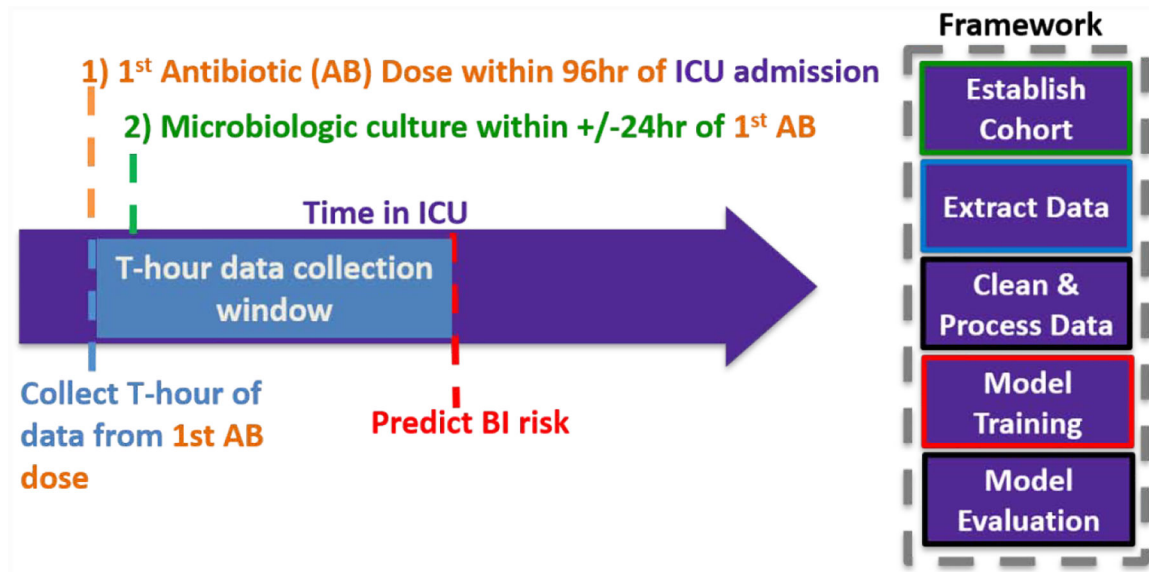 Framework
1) 1st Antibiotic (AB) Dose within 96hr of ICU admission
2) Microbiologic culture within +/-24hr of 1st AB
Time in ICU
T-hour data collection
window
Collect T-hour of
data from 1st AB
dose
Predict BI risk
Establish
Cohort
Extract Data
Clean &
Process Data
Model
Training
Model
Evaluation